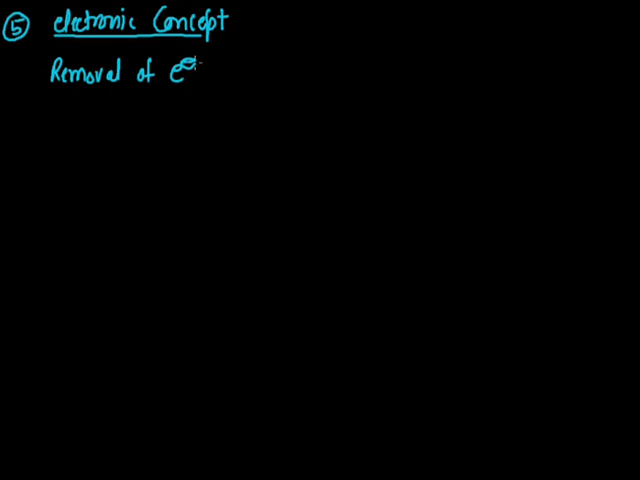 ⑤ electronic Concept
Removal of e⊖